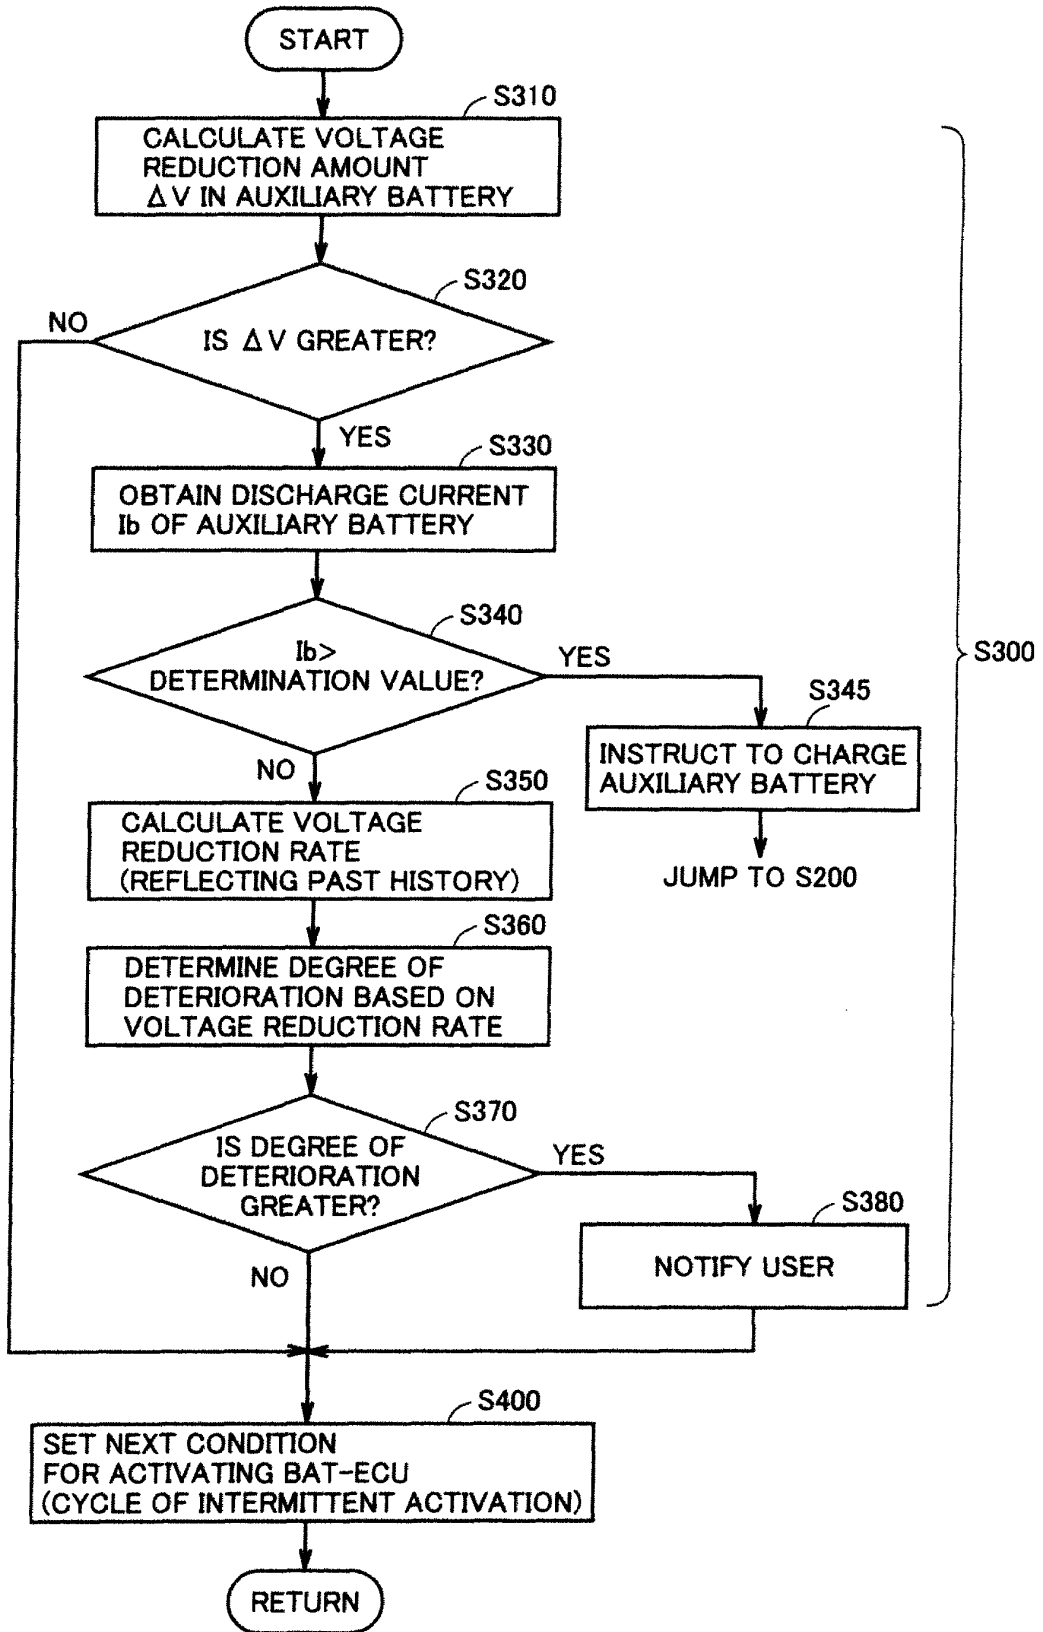 START
S310
CALCULATE VOLTAGE
REDUCTION AMOUNT
ΔV IN AUXILIARY BATTERY
S320
NO
IS ΔV GREATER?
YES
S330
OBTAIN DISCHARGE CURRENT
Ib OF AUXILIARY BATTERY
S340
Ib>
DETERMINATION VALUE?
YES
S300
S345
INSTRUCT TO CHARGE
AUXILIARY BATTERY
JUMP TO S200
NO
S350
CALCULATE VOLTAGE
REDUCTION RATE
(REFLECTING PAST HISTORY)
S360
DETERMINE DEGREE OF
DETERIORATION BASED ON
VOLTAGE REDUCTION RATE
S370
IS DEGREE OF
DETERIORATION
GREATER?
YES
S380
NOTIFY USER
NO
S400
SET NEXT CONDITION
FOR ACTIVATING BAT-ECU
(CYCLE OF INTERMITTENT ACTIVATION)
RETURN